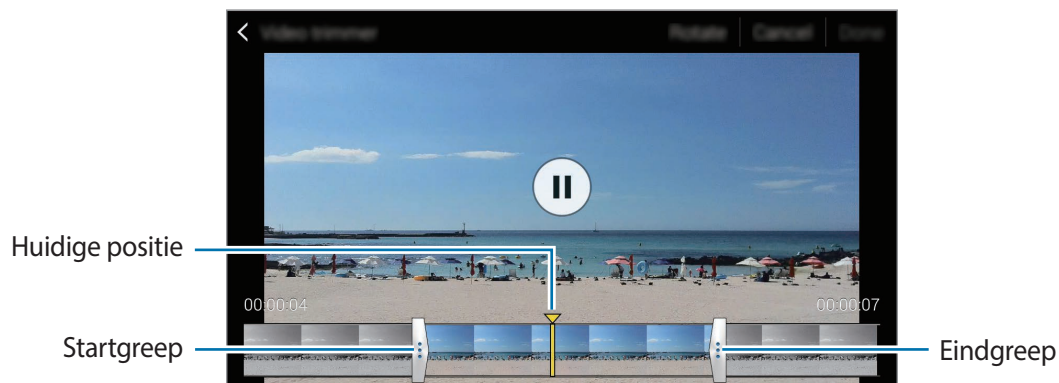 Video trimmer Rotate Cancel Done
Huidige positie
00:00:04 00:00:07
Startgreep
Eindgreep